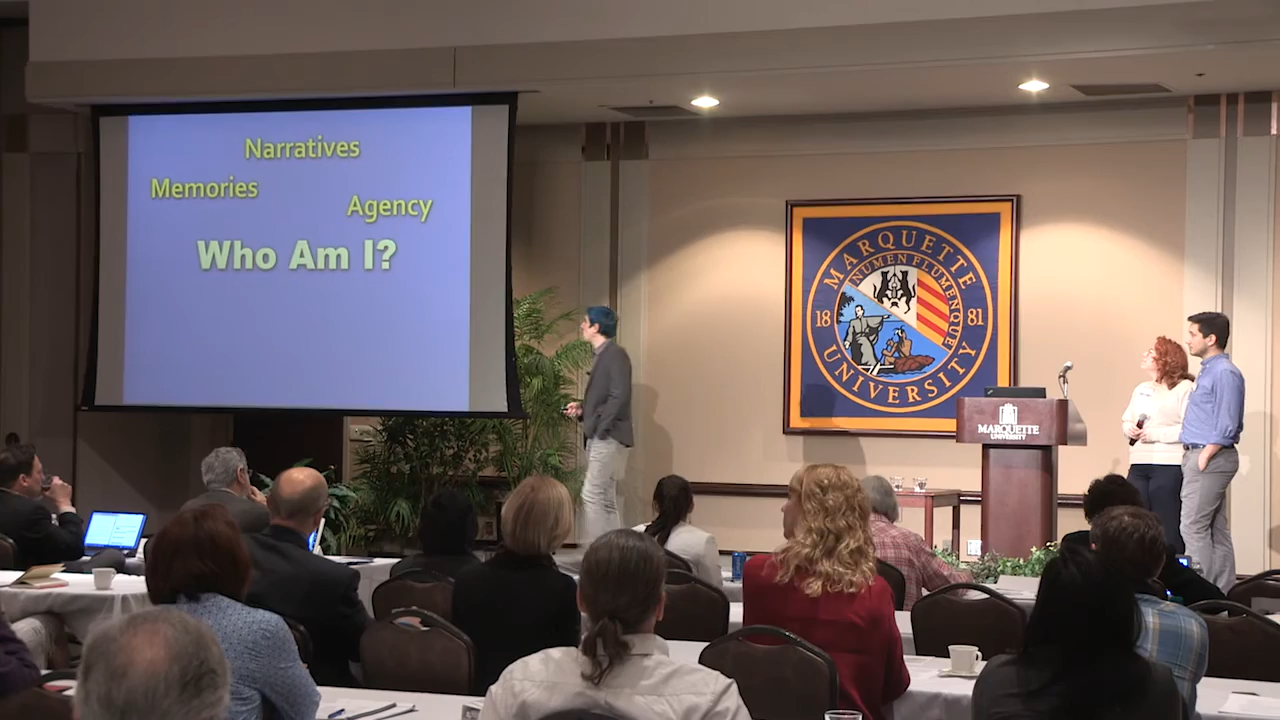 Narratives
Memories
Agency
Who Am I?
MARQUETTE
NUMEN FLUMENQUE
18 81
UNIVERSITY
MARQUETTE
UNIVERSITY